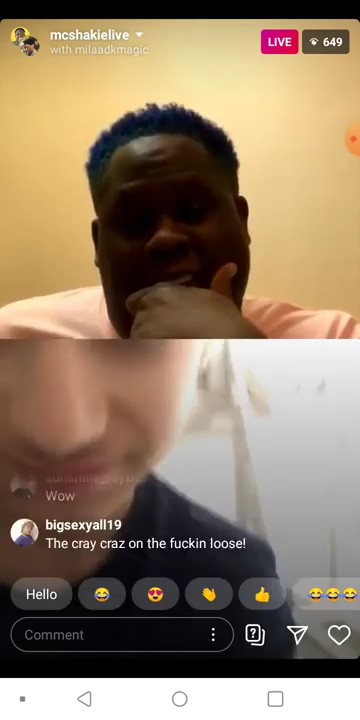 mcshakielive
with milaadkmagic
LIVE
649
Wow
bigsexyall19
The cray craz on the fuckin loose!
Hello
Comment